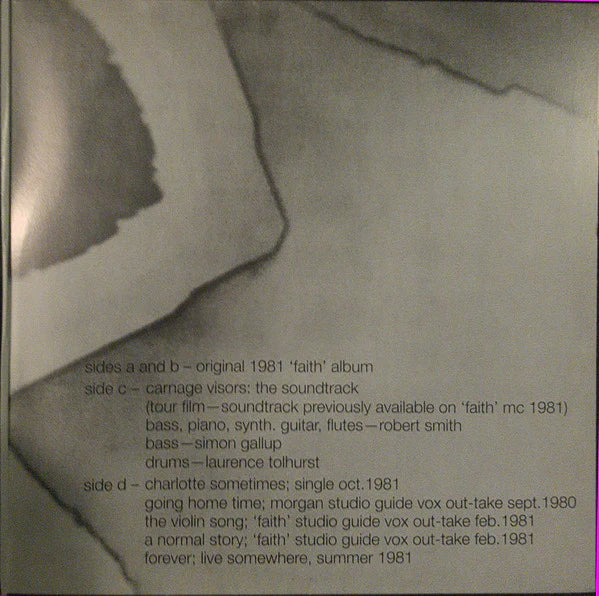 sides a and b – original 1981 ‘faith’ album
side c – carnage visors: the soundtrack
(tour film—soundtrack previously available on ‘faith’ mc 1981)
bass, piano, synth. guitar, flutes—robert smith
bass—simon gallup
drums—laurence tolhurst
side d – charlotte sometimes; single oct.1981
going home time; morgan studio guide vox out-take sept.1980
the violin song; ‘faith’ studio guide vox out-take feb.1981
a normal story; ‘faith’ studio guide vox out-take feb.1981
forever; live somewhere, summer 1981